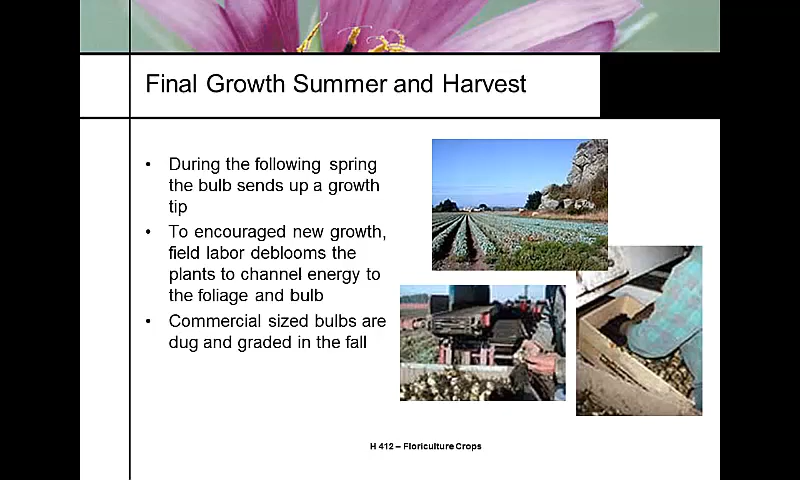 Final Growth Summer and Harvest
• During the following spring
the bulb sends up a growth
tip
• To encouraged new growth,
field labor deblooms the
plants to channel energy to
the foliage and bulb
• Commercial sized bulbs are
dug and graded in the fall
H 412 – Floriculture Crops